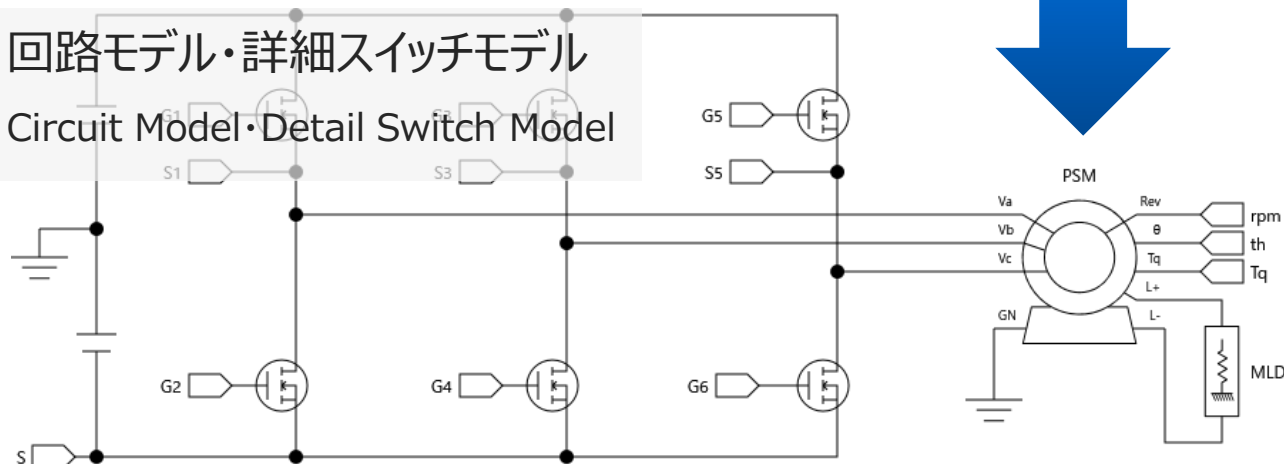 回路モデル・詳細スイッチモデル
Circuit Model・Detail Switch Model
G1
G3
G5
S1
S3
S5
PSM
Va
Rev
rpm
Vb
θ
th
Vc
Tq
Tq
L+
GN
L-
MLD
G2
G4
G6
S
K
K
K
K
K
K